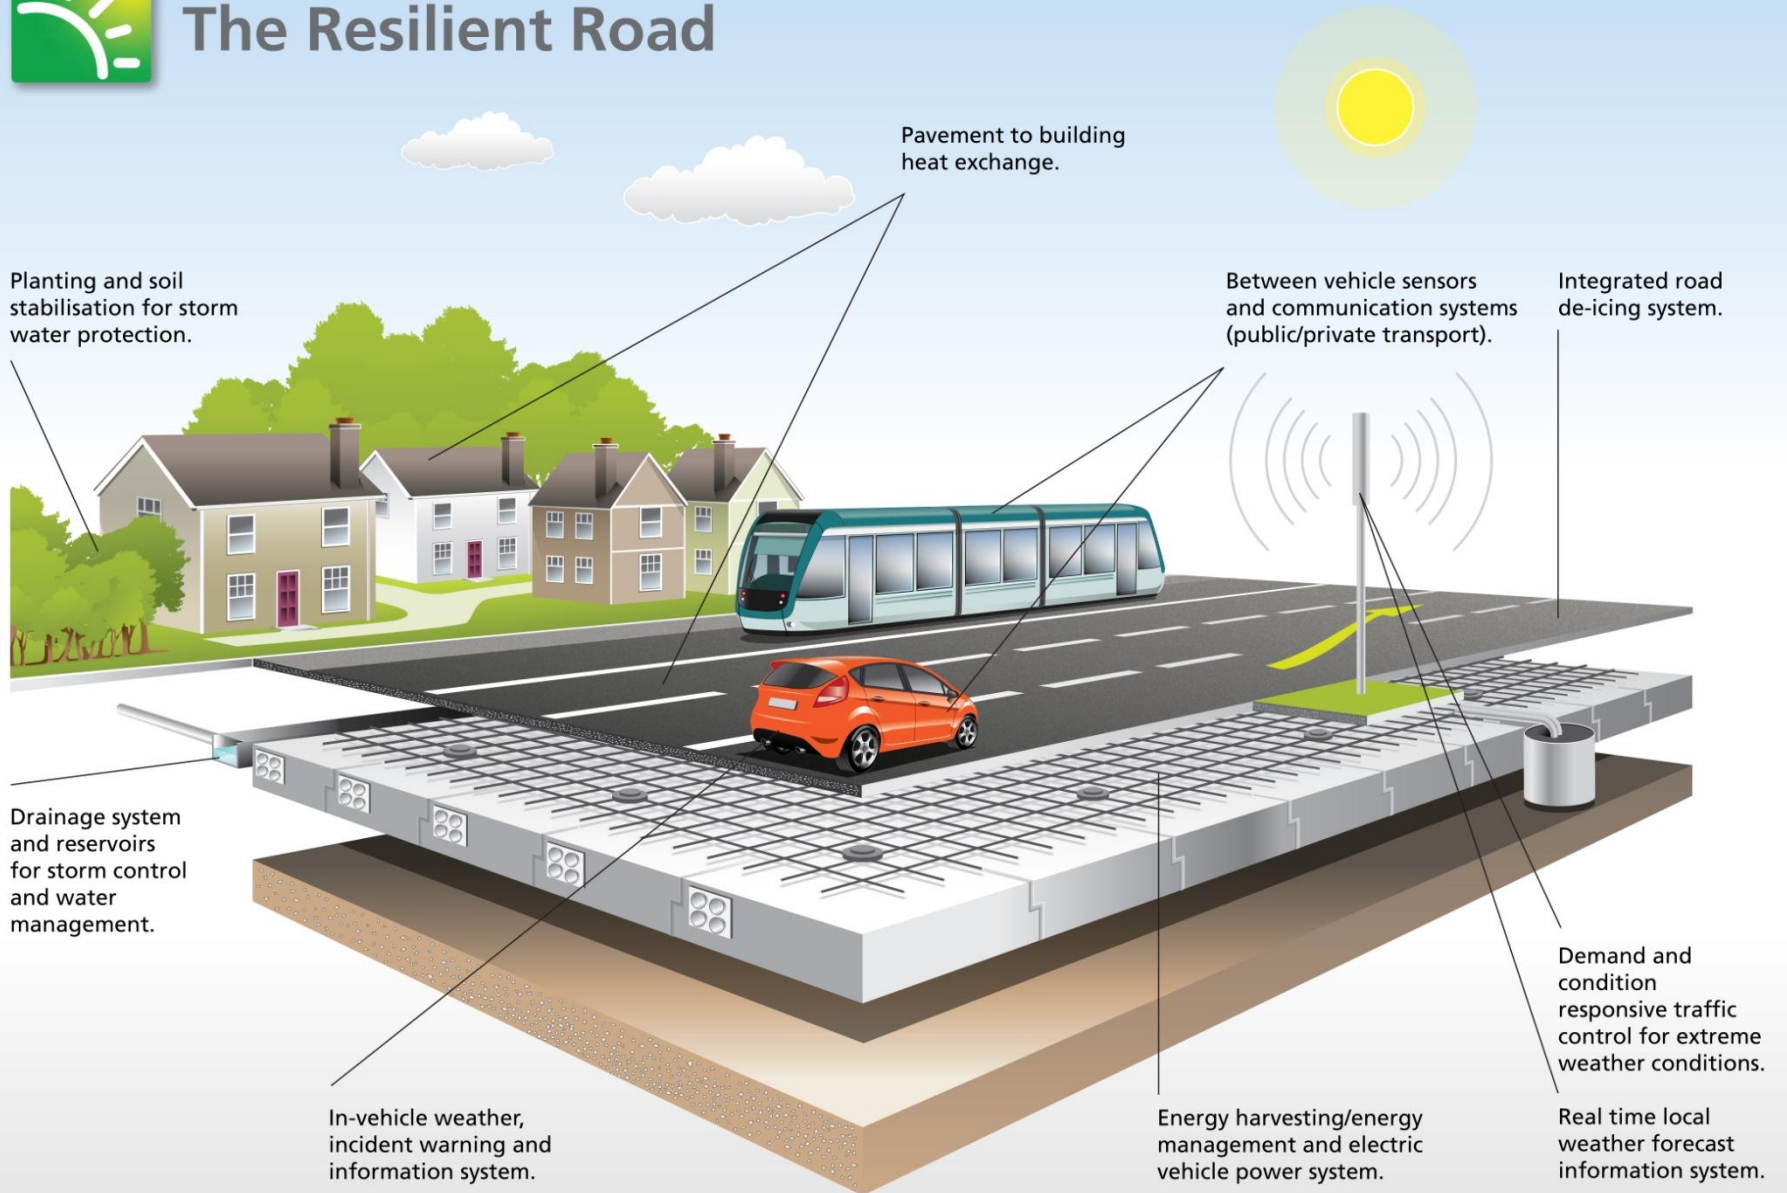 The Resilient Road
Pavement to building
heat exchange.
Planting and soil
stabilisation for storm
water protection.
Between vehicle sensors
and communication systems
(public/private transport).
Integrated road
de-icing system.
Drainage system
and reservoirs
for storm control
and water
management.
Demand and
condition
responsive traffic
control for extreme
weather conditions.
In-vehicle weather,
incident warning and
information system.
Energy harvesting/energy
management and electric
vehicle power system.
Real time local
weather forecast
information system.